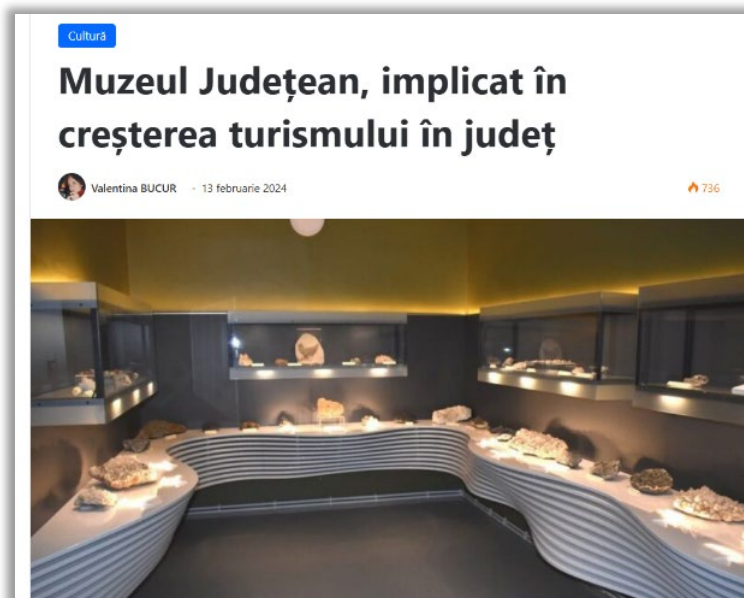 Cultură
Muzeul Județean, implicat în
creșterea turismului în județ
Valentina BUCUR - 13 februarie 2024 736